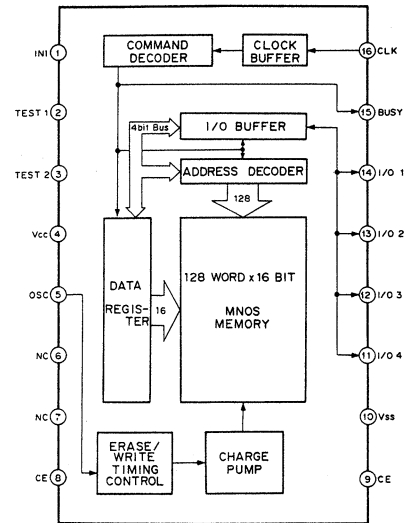 INI 1
COMMAND DECODER
CLOCK BUFFER
16 CLK
TEST 1 2
15 BUSY
4bit Bus
I/O BUFFER
TEST 2 3
ADDRESS DECODER
14 I/O 1
128
Vcc 4
13 I/O 2
DATA REGIS-TER
16
128 WORD x 16 BIT
MNOS
MEMORY
OSC 5
12 I/O 3
NC 6
11 I/O 4
NC 7
10 Vss
ERASE/
WRITE
TIMING
CONTROL
CHARGE
PUMP
CE 8
9 CE